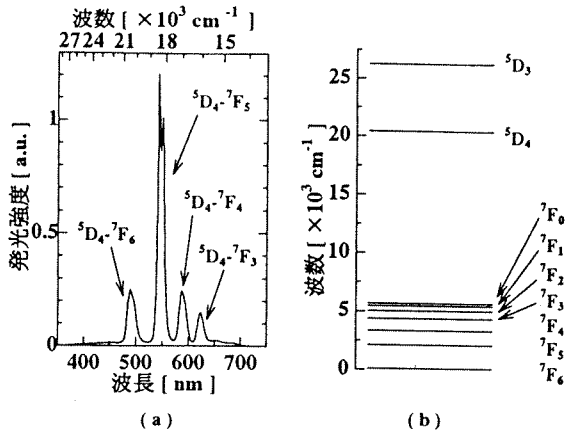 波数 [ ×10³ cm⁻¹ ]
27 24 21 18 15
⁵D₄-⁷F₅
⁵D₄-⁷F₄
⁵D₄-⁷F₆
⁵D₄-⁷F₃
発光強度 [ a.u. ]
1
0.5
0
400 500 600 700
波長 [ nm ]
( a )
波数 [ ×10³ cm⁻¹ ]
25
20
15
10
5
0
⁵D₃
⁵D₄
⁷F₀
⁷F₁
⁷F₂
⁷F₃
⁷F₄
⁷F₅
⁷F₆
( b )